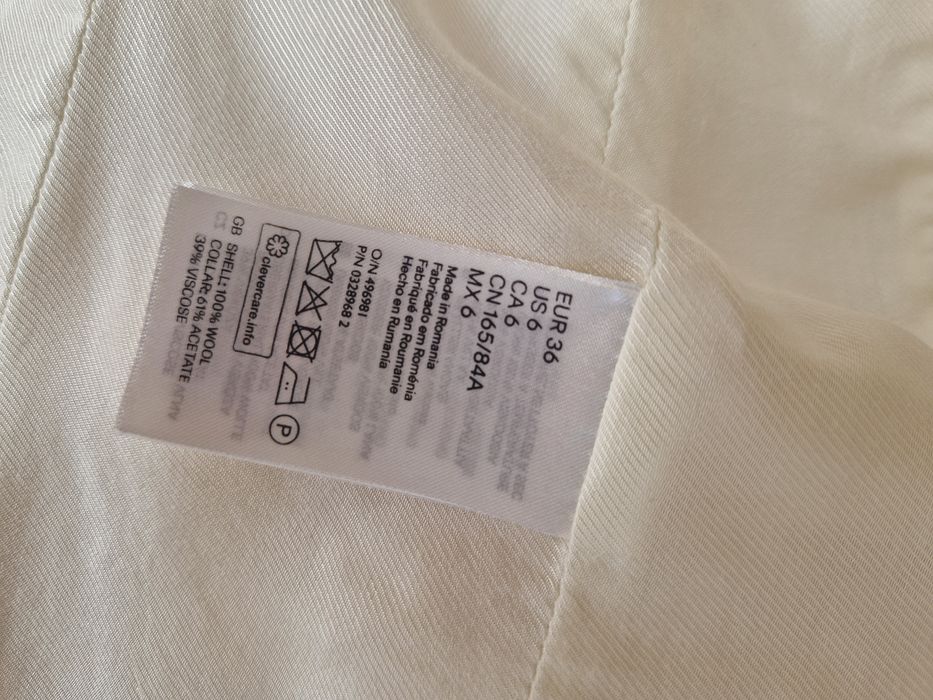 EUR 36
US 6
CA 6
CN 165/84A
MX 6
Made in Romania
Fabricado em Roménia
Fabriqué en Roumanie
Hecho en Rumanía
O/N 496981
P/N 0328968 2
P
clevercare.info
GB SHELL: 100% WOOL
COLLAR: 61% ACETATE
39% VISCOSE